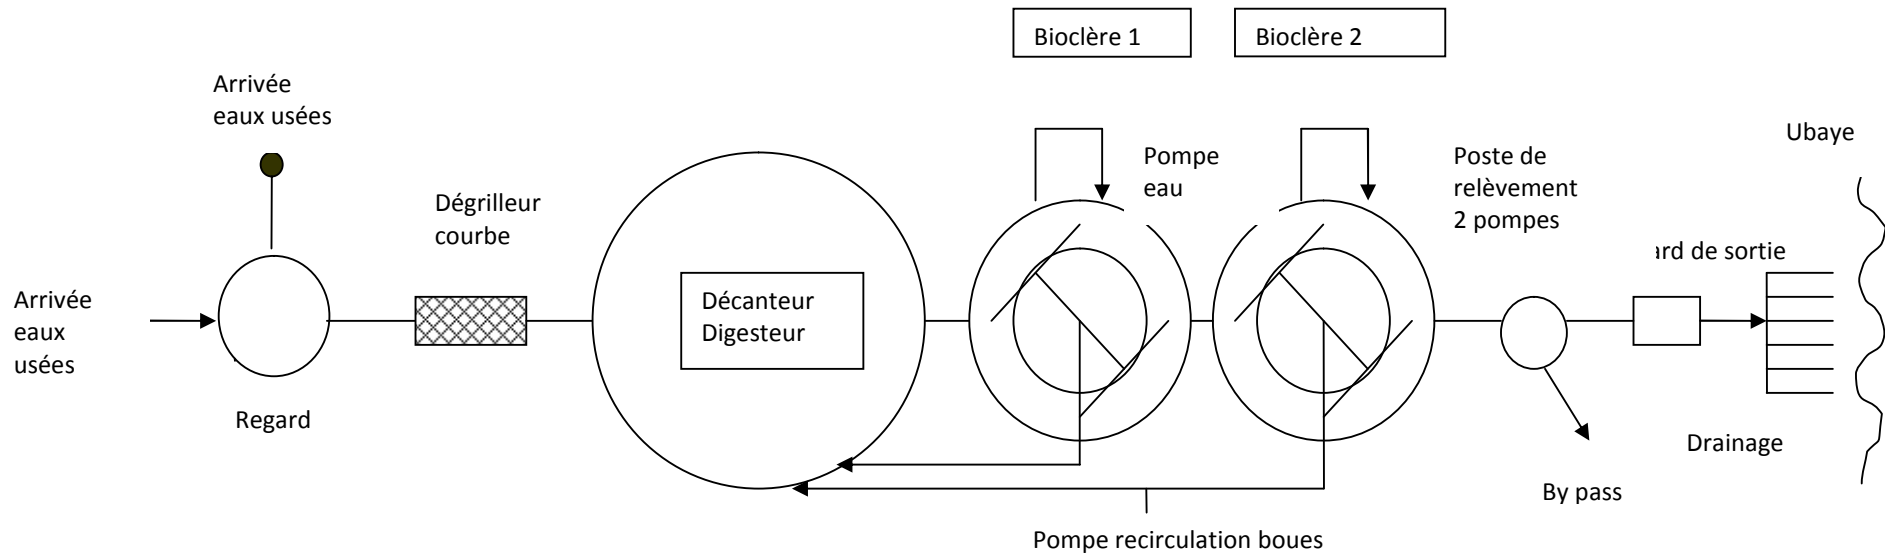 Bioclère 1
Bioclère 2
Arrivée
eaux usées
Ubaye
Pompe
eau
Poste de
relèvement
2 pompes
Dégrilleur
courbe
de sortie
Arrivée
eaux
usées
Décanteur
Digesteur
Regard
Drainage
By pass
Pompe recirculation boues